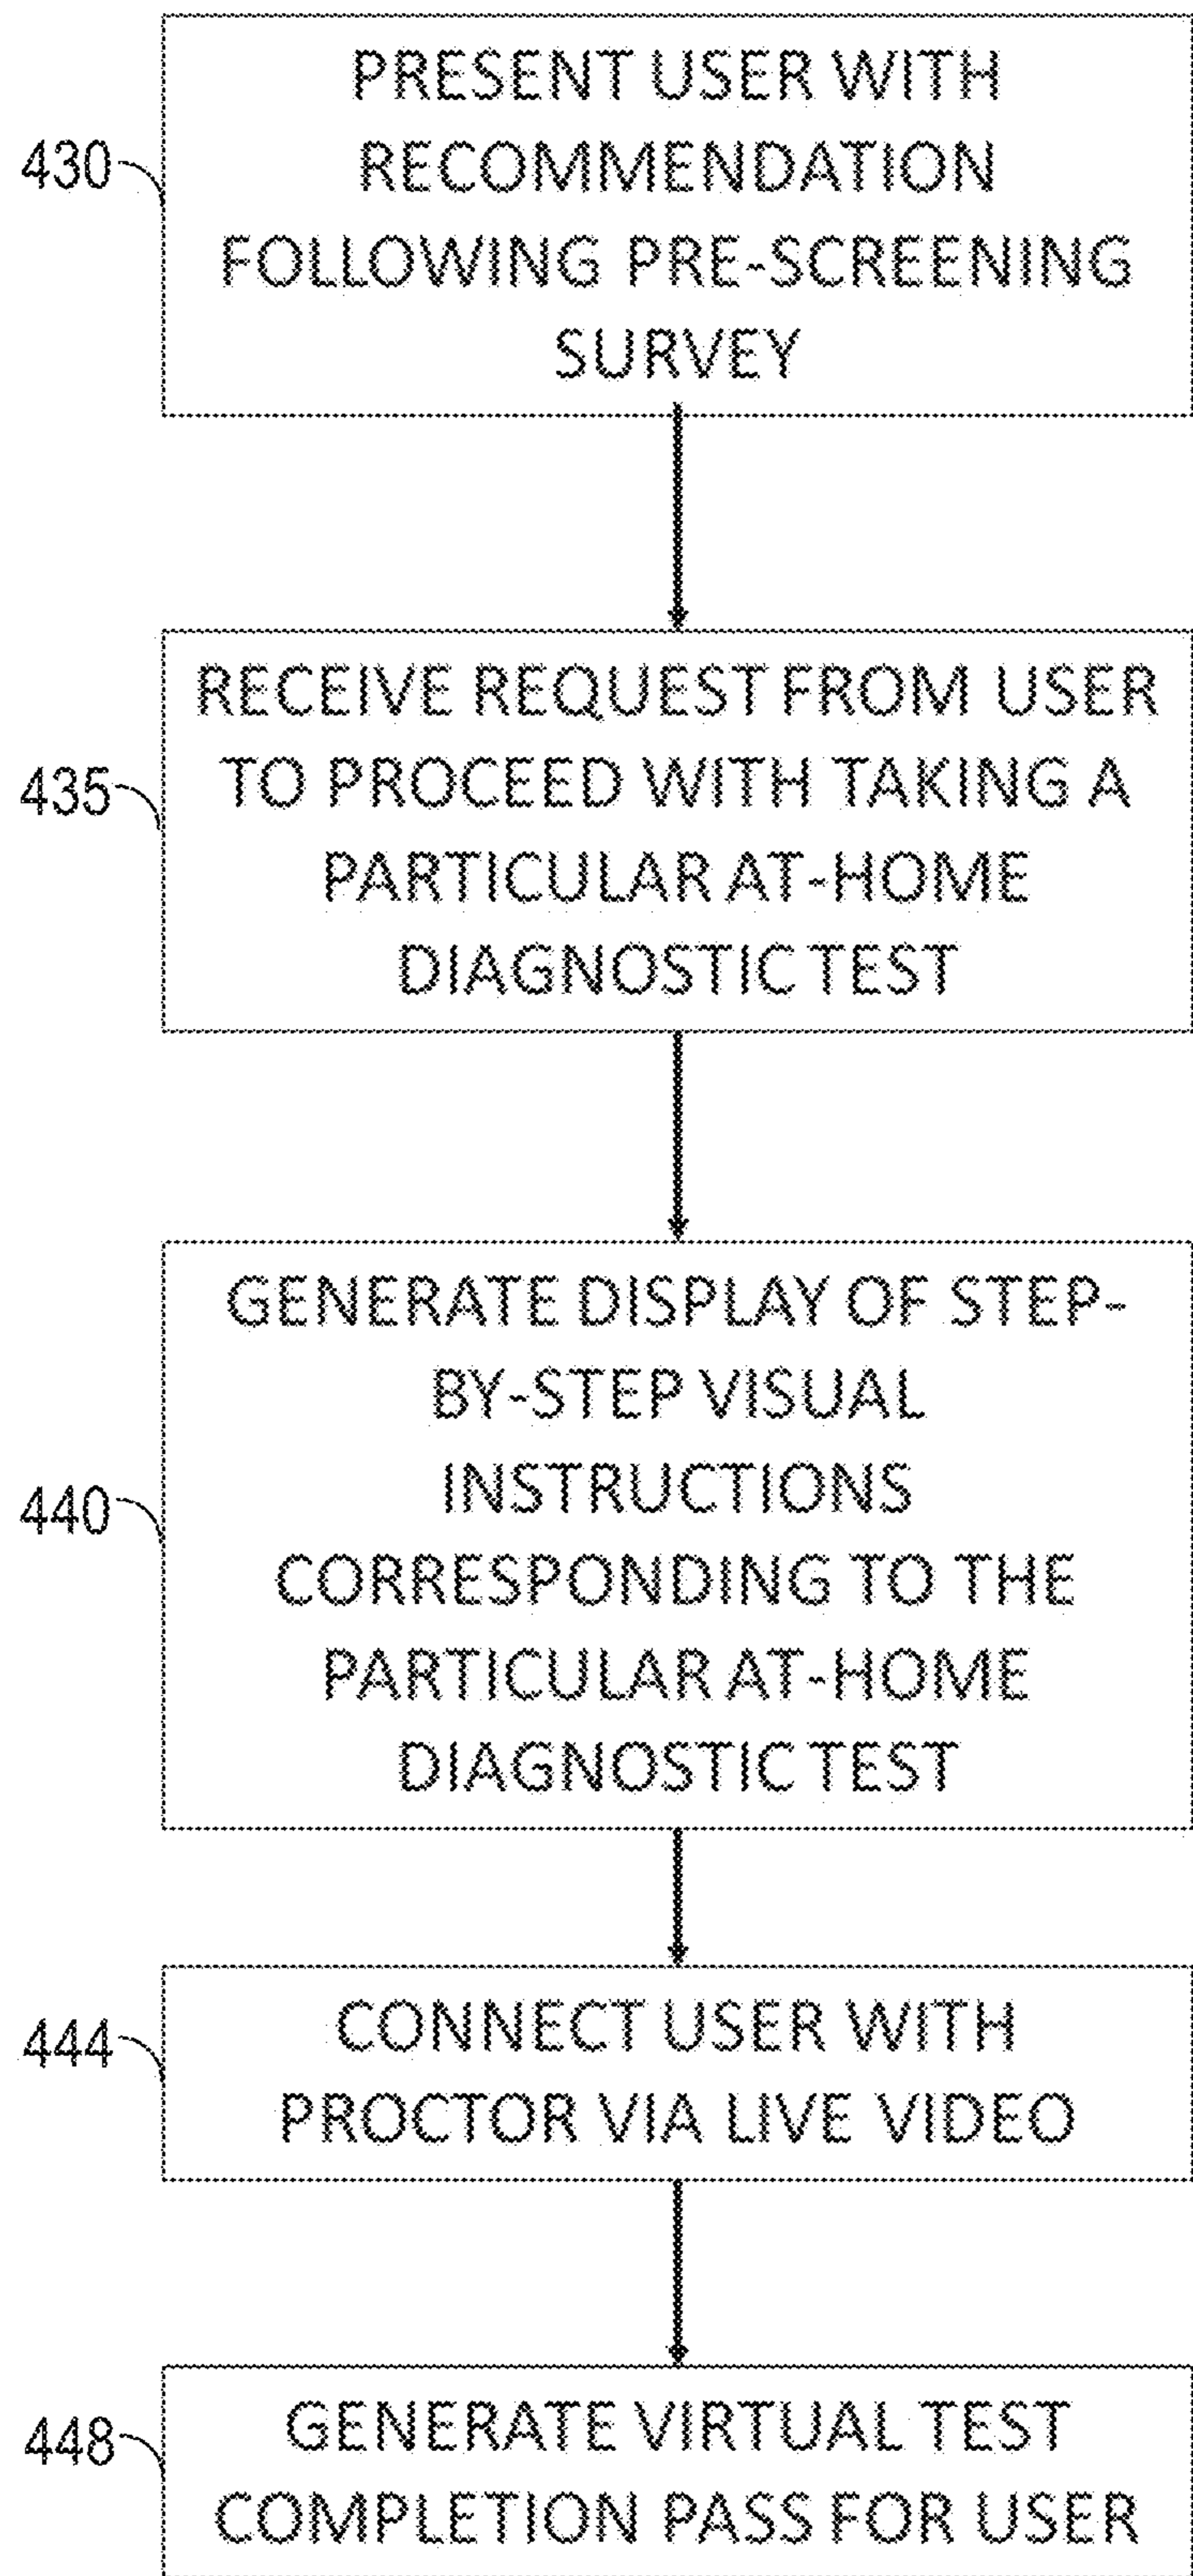 PRESENT USER WITH
430
RECOMMENDATION
FOLLOWING PRE-SCREENING
SURVEY
RECEIVE REQUEST FROM USER
435
TO PROCEED WITH TAKING A
PARTICULAR AT-HOME
DIAGNOSTIC TEST
GENERATE DISPLAY OF STEP-
BY-STEP VISUAL
440
INSTRUCTIONS
CORRESPONDING TO THE
PARTICULAR AT-HOME
DIAGNOSTIC TEST
444
CONNECT USER WITH
PROCTOR VIA LIVE VIDEO
448
GENERATE VIRTUAL TEST
COMPLETION PASS FOR USER